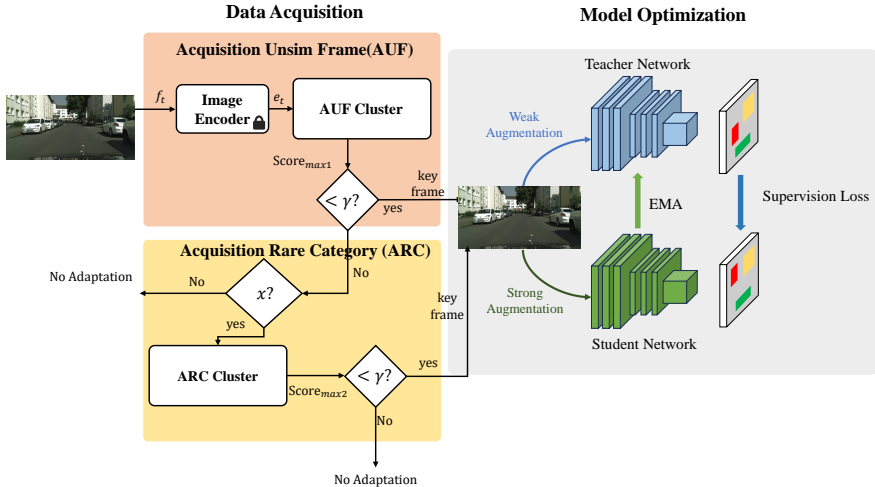 Data Acquisition
Model Optimization
Acquisition Unsim Frame(AUF)
f_t
Image
Encoder
e_t
AUF Cluster
Score_max1
< γ?
yes
key
frame
No
Acquisition Rare Category (ARC)
x?
No
No Adaptation
yes
ARC Cluster
Score_max2
< γ?
yes
key
frame
No
No Adaptation
Teacher Network
Weak
Augmentation
EMA
Supervision Loss
Strong
Augmentation
Student Network